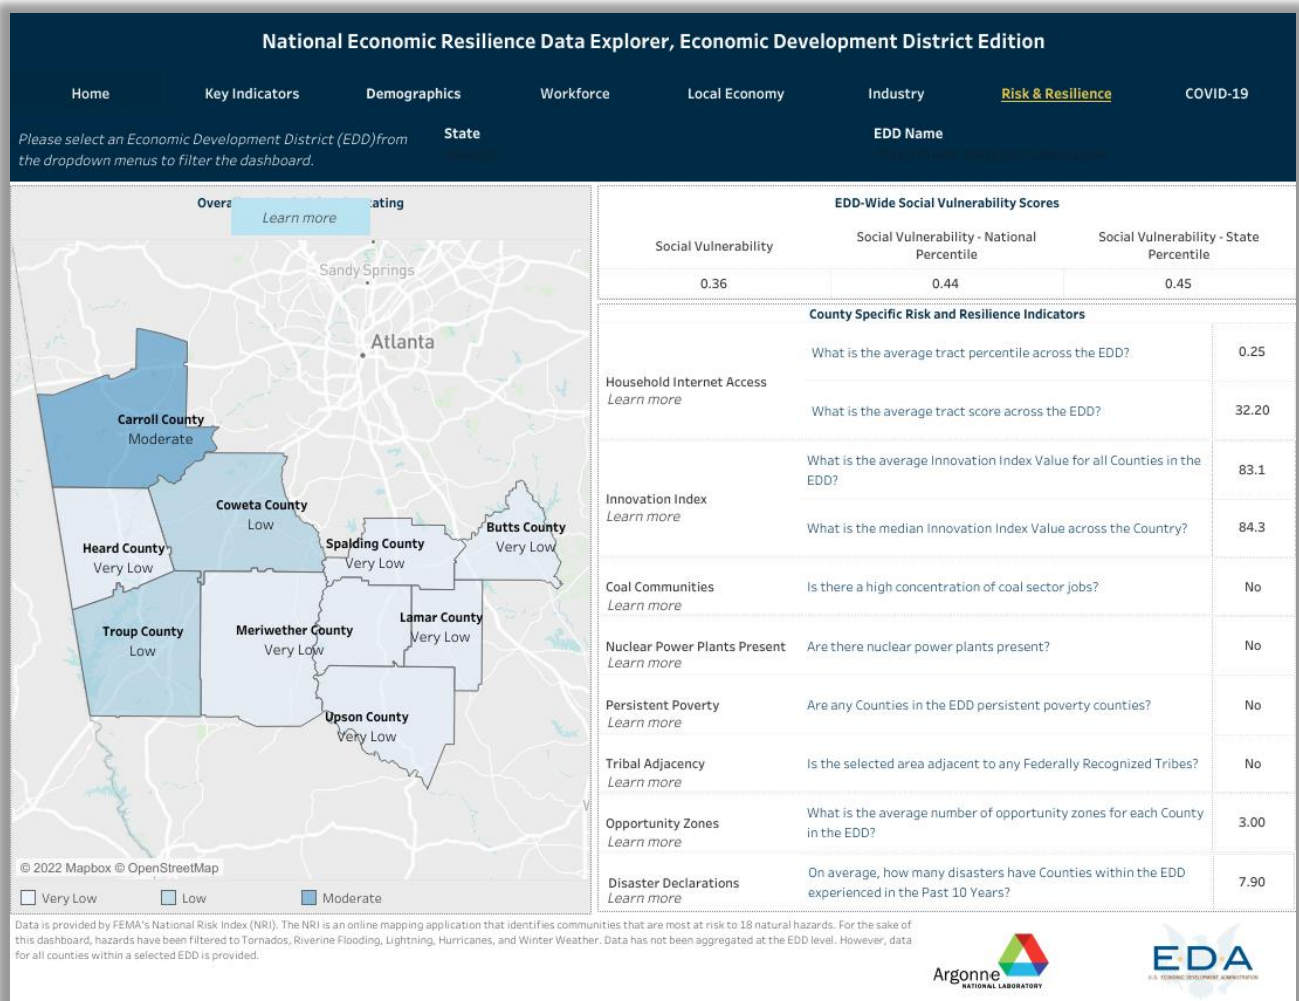 National Economic Resilience Data Explorer, Economic Development District Edition
Home Key Indicators Demographics Workforce Local Economy Industry Risk & Resilience COVID-19
Please select an Economic Development District (EDD)from
the dropdown menus to filter the dashboard.
State
EDD Name
Learn more
Sandy Springs
Atlanta
Carroll County
Moderate
Coweta County
Low
Butts County
Very Low
Spalding County
Very Low
Heard County
Very Low
Lamar County
Very Low
Troup County
Low
Meriwether County
Very Low
Upson County
Very Low
© 2022 Mapbox © OpenStreetMap
Very Low Low Moderate
EDD-Wide Social Vulnerability Scores
Social Vulnerability
Social Vulnerability - National
Percentile
Social Vulnerability - State
Percentile
0.36 0.44 0.45
County Specific Risk and Resilience Indicators
Household Internet Access
Learn more
What is the average tract percentile across the EDD? 0.25
What is the average tract score across the EDD? 32.20
Innovation Index
Learn more
What is the average Innovation Index Value for all Counties in the
EDD?
83.1
What is the median Innovation Index Value across the Country? 84.3
Coal Communities
Learn more
Is there a high concentration of coal sector jobs? No
Nuclear Power Plants Present
Learn more
Are there nuclear power plants present? No
Persistent Poverty
Learn more
Are any Counties in the EDD persistent poverty counties? No
Tribal Adjacency
Learn more
Is the selected area adjacent to any Federally Recognized Tribes? No
Opportunity Zones
Learn more
What is the average number of opportunity zones for each County
in the EDD?
3.00
Disaster Declarations
Learn more
On average, how many disasters have Counties within the EDD
experienced in the Past 10 Years?
7.90
Data is provided by FEMA's National Risk Index (NRI). The NRI is an online mapping application that identifies communities that are most at risk to 18 natural hazards. For the sake of
this dashboard, hazards have been filtered to Tornados, Riverine Flooding, Lightning, Hurricanes, and Winter Weather. Data has not been aggregated at the EDD level. However, data
for all counties within a selected EDD is provided.
Argonne
NATIONAL LABORATORY
EDA
U.S. ECONOMIC DEVELOPMENT ADMINISTRATION